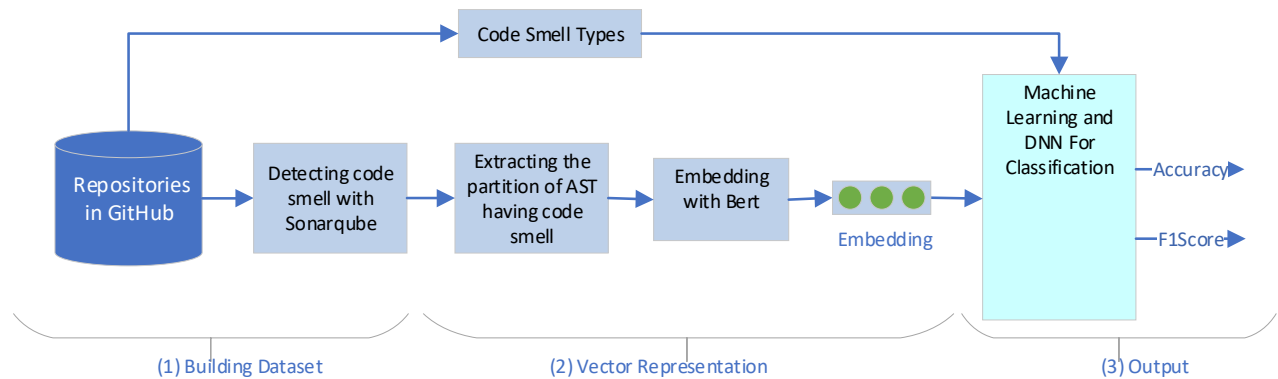 Code Smell Types
Repositories
in GitHub
Detecting code
smell with
Sonarqube
Extracting the
partition of AST
having code
smell
Embedding
with Bert
Embedding
Machine
Learning and
DNN For
Classification
Accuracy
F1Score
(1) Building Dataset
(2) Vector Representation
(3) Output